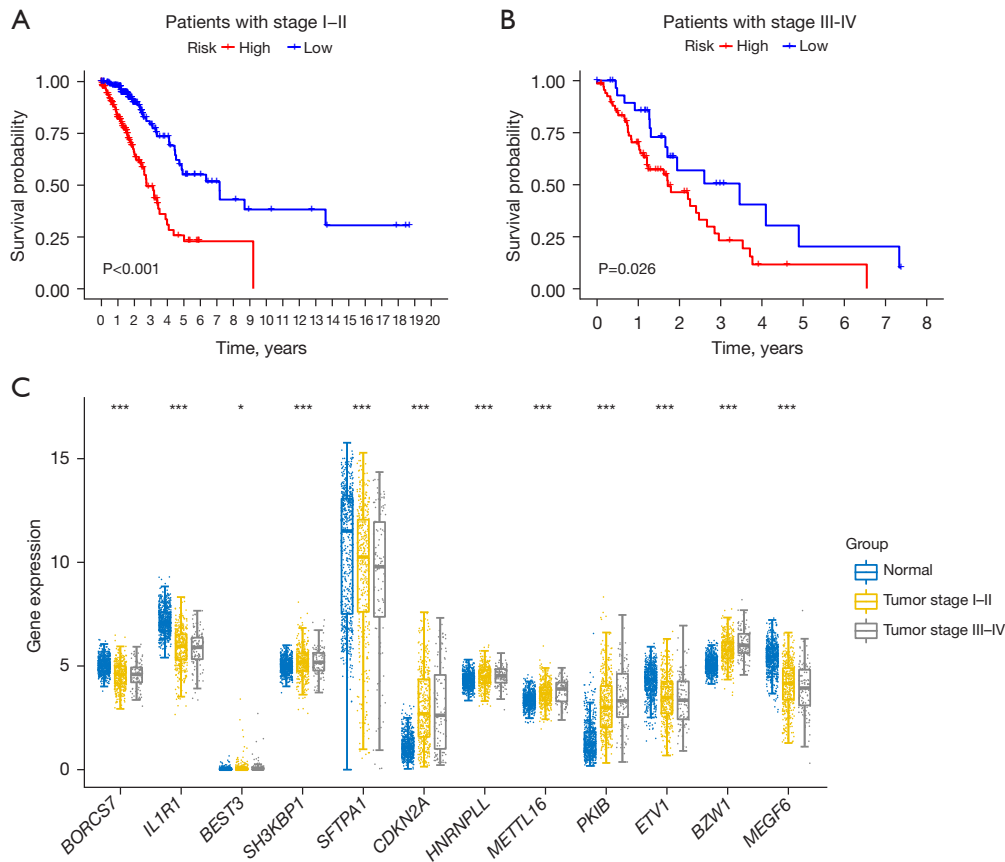 A
Patients with stage I–II
Risk High Low
Survival probability
1.00
0.75
0.50
0.25
0.00
P<0.001
0 1 2 3 4 5 6 7 8 9 10 11 12 13 14 15 16 17 18 19 20
Time, years
B
Patients with stage III-IV
Risk High Low
Survival probability
1.00
0.75
0.50
0.25
0.00
P=0.026
0 1 2 3 4 5 6 7 8
Time, years
C
Gene expression
15
10
5
0
*** *** * *** *** *** *** *** *** *** *** ***
BORCS7 IL1R1 BEST3 SH3KBP1 SFTPA1 CDKN2A HNRNPLL METTL16 PKIB ETV1 BZW1 MEGF6
Group
Normal
Tumor stage I–II
Tumor stage III–IV